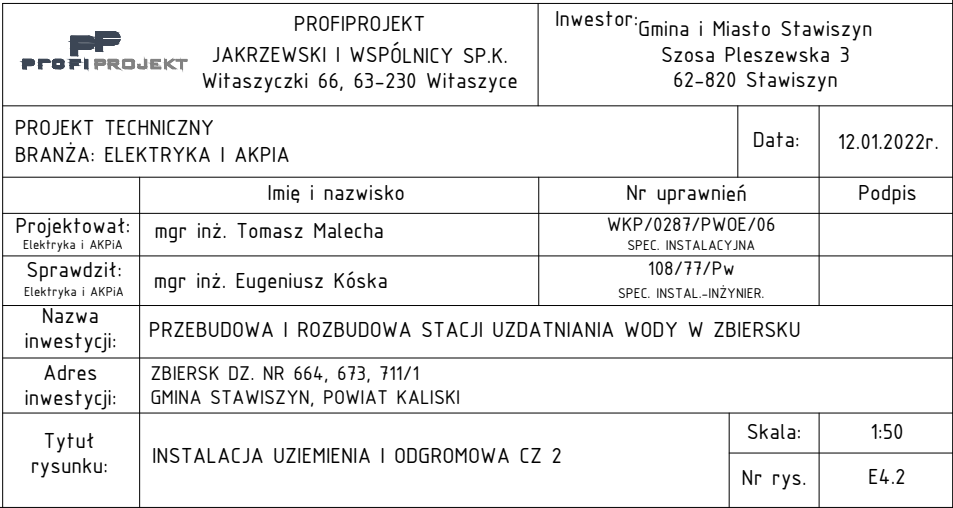 PP
PROFIPROJEKT
PROFIPROJEKT
JAKRZEWSKI I WSPÓLNICY SP.K.
Witaszyczki 66, 63-230 Witaszyce
Inwestor:
Gmina i Miasto Stawiszyn
Szosa Pleszewska 3
62-820 Stawiszyn
PROJEKT TECHNICZNY
BRANŻA: ELEKTRYKA I AKPIA
Data:
12.01.2022r.
Imię i nazwisko
Nr uprawnień
Podpis
Projektował:
Elektryka i AKPiA
mgr inż. Tomasz Malecha
WKP/0287/PWOE/06
SPEC. INSTALACYJNA
Sprawdził:
Elektryka i AKPiA
mgr inż. Eugeniusz Kóska
108/77/Pw
SPEC. INSTAL.-INŻYNIER.
Nazwa
inwestycji:
PRZEBUDOWA I ROZBUDOWA STACJI UZDATNIANIA WODY W ZBIERSKU
Adres
inwestycji:
ZBIERSK DZ. NR 664, 673, 711/1
GMINA STAWISZYN, POWIAT KALISKI
Tytuł
rysunku:
INSTALACJA UZIEMIENIA I ODGROMOWA CZ 2
Skala:
1:50
Nr rys.
E4.2